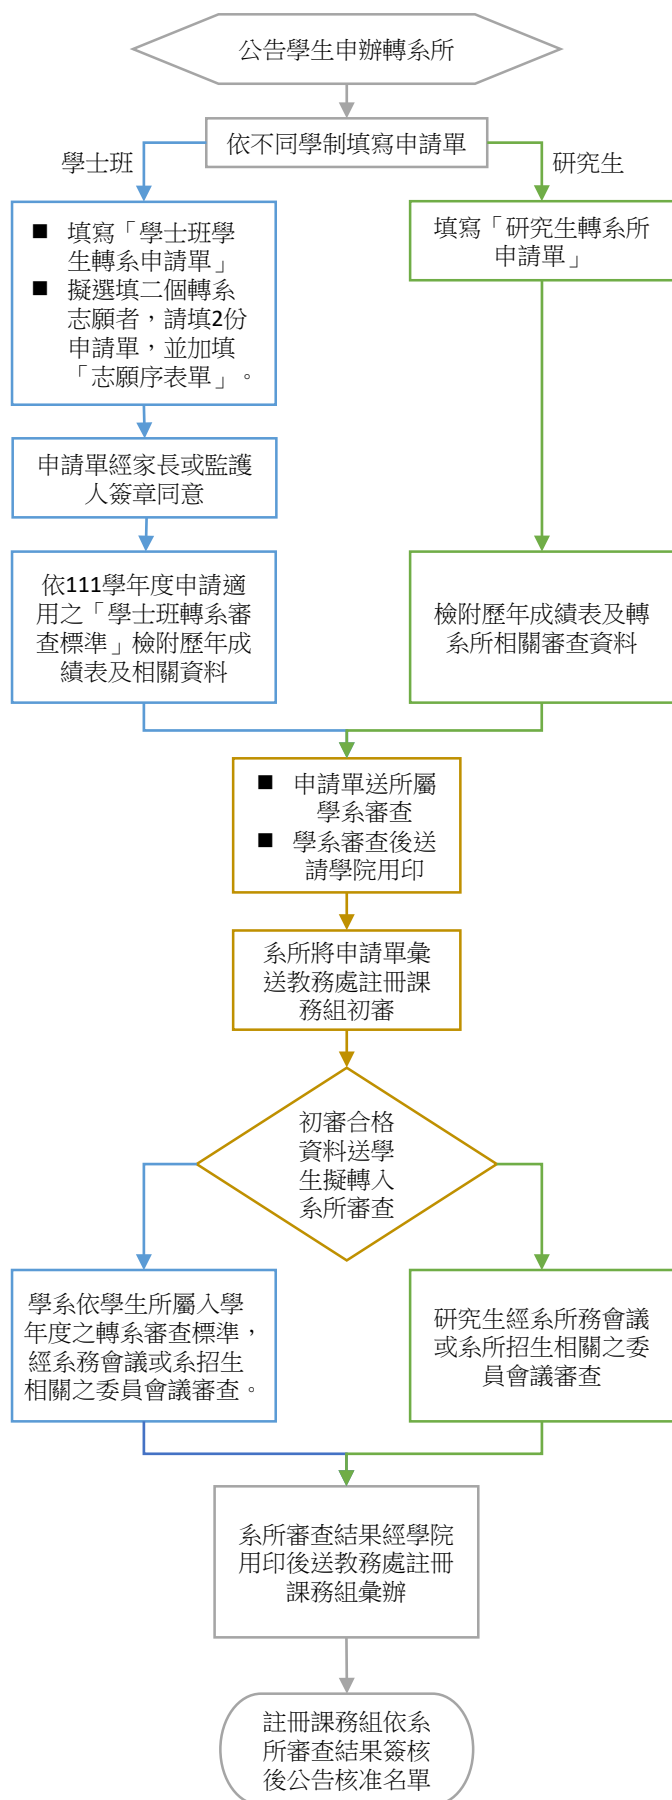 公告學生申辦轉系所
依不同學制填寫申請單
學士班
研究生
■ 填寫「學士班學
生轉系申請單」
■ 擬選填二個轉系
志願者，請填2份
申請單，並加填
「志願序表單」。
填寫「研究生轉系所
申請單」
申請單經家長或監護
人簽章同意
依111學年度申請適
用之「學士班轉系審
查標準」檢附歷年成
績表及相關資料
檢附歷年成績表及轉
系所相關審查資料
■ 申請單送所屬
學系審查
■ 學系審查後送
請學院用印
系所將申請單彙
送教務處註冊課
務組初審
初審合格
資料送學
生擬轉入
系所審查
學系依學生所屬入學
年度之轉系審查標準，
經系務會議或系招生
相關之委員會議審查。
研究生經系所務會議
或系所招生相關之委
員會議審查
系所審查結果經學院
用印後送教務處註冊
課務組彙辦
註冊課務組依系
所審查結果簽核
後公告核准名單